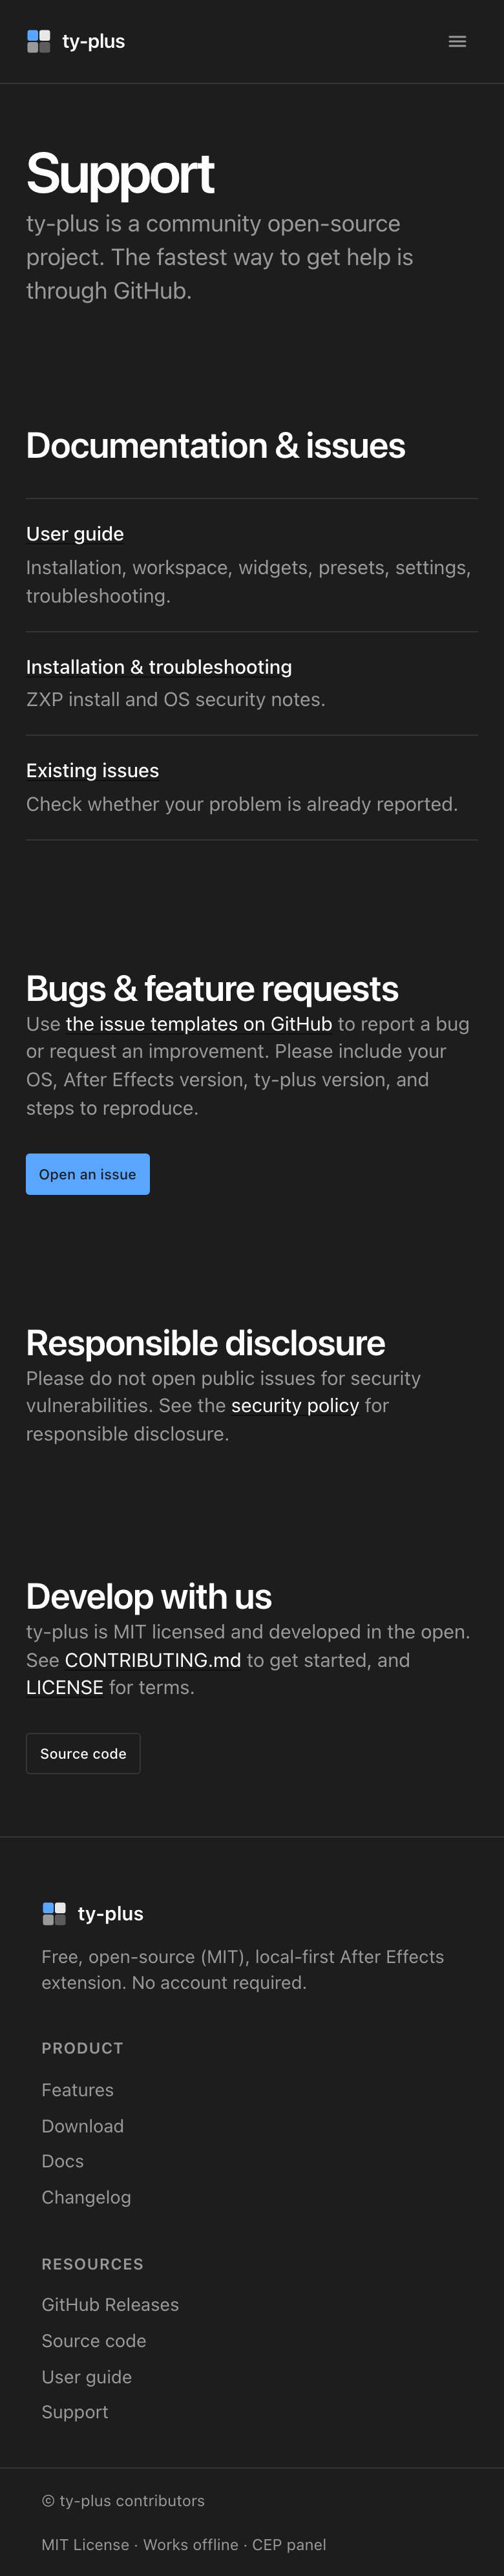 ty-plus
Support
ty-plus is a community open-source
project. The fastest way to get help is
through GitHub.
Documentation & issues
User guide
Installation, workspace, widgets, presets, settings,
troubleshooting.
Installation & troubleshooting
ZXP install and OS security notes.
Existing issues
Check whether your problem is already reported.
Bugs & feature requests
Use the issue templates on GitHub to report a bug
or request an improvement. Please include your
OS, After Effects version, ty-plus version, and
steps to reproduce.
Open an issue
Responsible disclosure
Please do not open public issues for security
vulnerabilities. See the security policy for
responsible disclosure.
Develop with us
ty-plus is MIT licensed and developed in the open.
See CONTRIBUTING.md to get started, and
LICENSE for terms.
Source code
ty-plus
Free, open-source (MIT), local-first After Effects
extension. No account required.
PRODUCT
Features
Download
Docs
Changelog
RESOURCES
GitHub Releases
Source code
User guide
Support
© ty-plus contributors
MIT License · Works offline · CEP panel